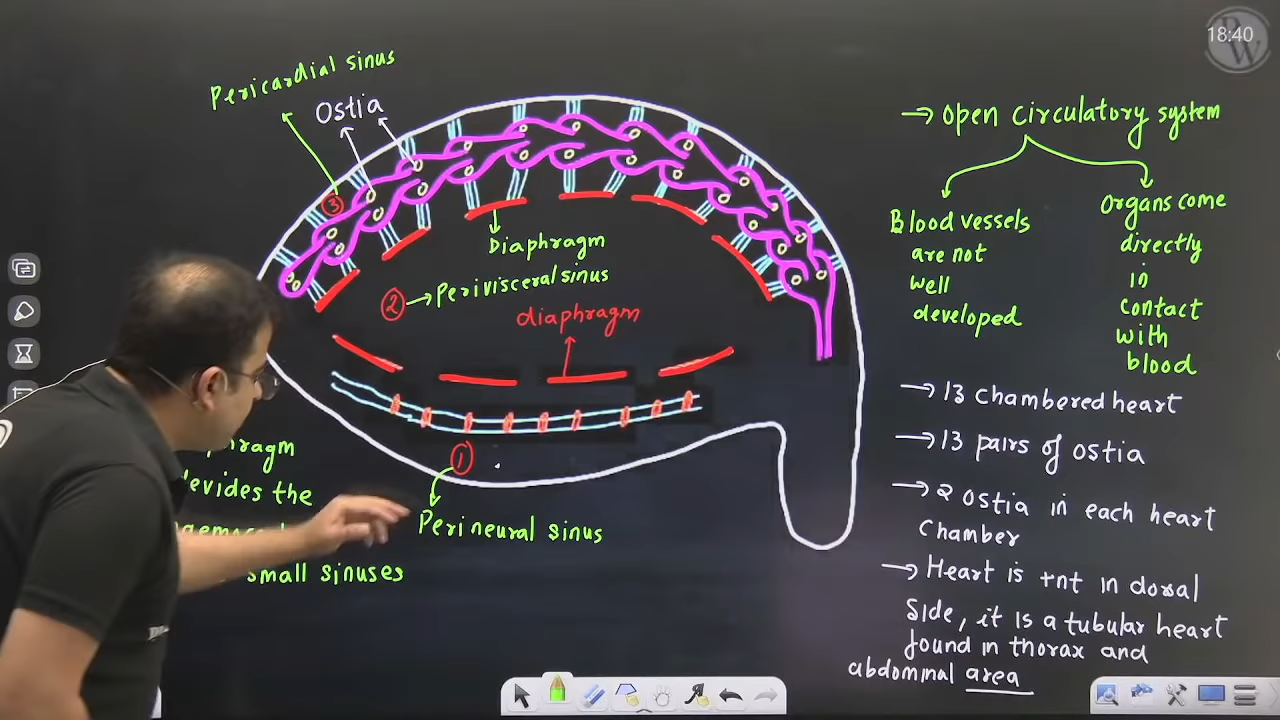 18:40
Pericardial sinus
Ostia
3
Diaphragm
2 → Perivisceral sinus
diaphragm
1
Perineural sinus
devides the
small sinuses
→ Open circulatory system
Blood vessels
are not
well
developed
Organs come
directly
in
contact
with
blood
→ 13 chambered heart
→ 13 pairs of ostia
→ 2 ostia in each heart
chamber
→ Heart is +nt in dorsal
side, it is a tubular heart
found in thorax and
abdommal area